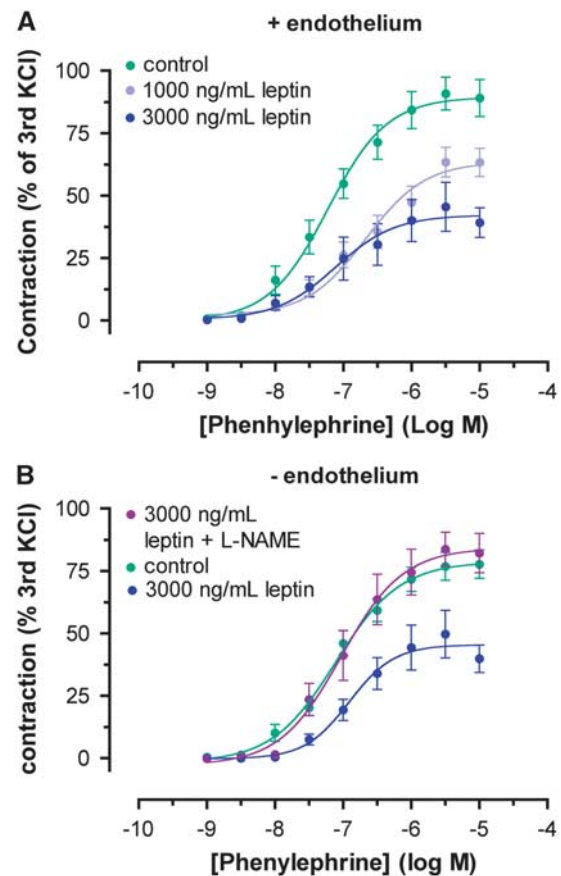 A
+ endothelium
control
1000 ng/mL leptin
3000 ng/mL leptin
Contraction (% of 3rd KCl)
100
75
50
25
0
-10 -9 -8 -7 -6 -5 -4
[Phenhylephrine] (Log M)
B
- endothelium
3000 ng/mL
leptin + L-NAME
control
3000 ng/mL leptin
contraction (% 3rd KCl)
100
75
50
25
0
-10 -9 -8 -7 -6 -5 -4
[Phenylephrine] (log M)